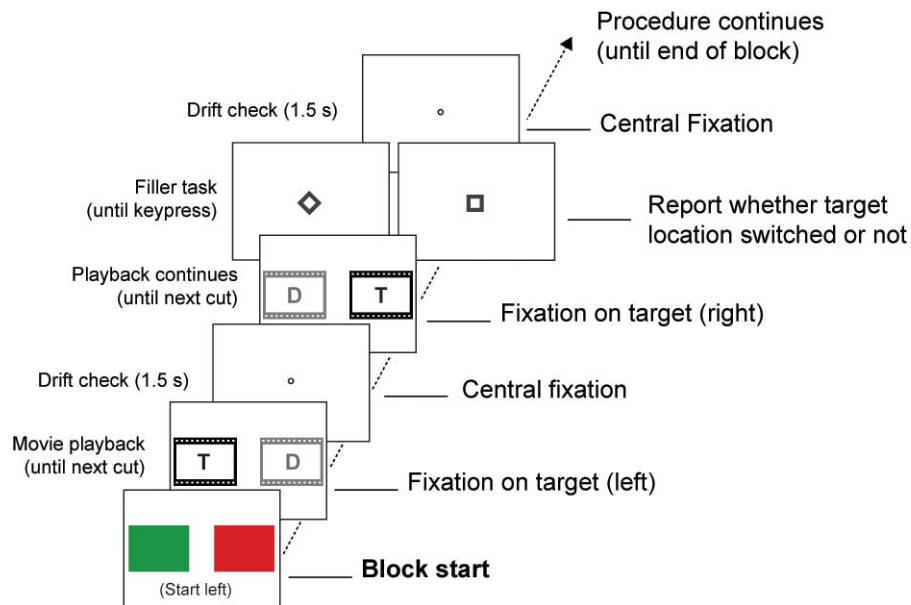 Procedure continues
(until end of block)
Drift check (1.5 s)
Central Fixation
Filler task
(until keypress)
Report whether target
location switched or not
Playback continues
(until next cut)
D
T
Fixation on target (right)
Drift check (1.5 s)
Central fixation
Movie playback
(until next cut)
T
D
Fixation on target (left)
(Start left)
Block start